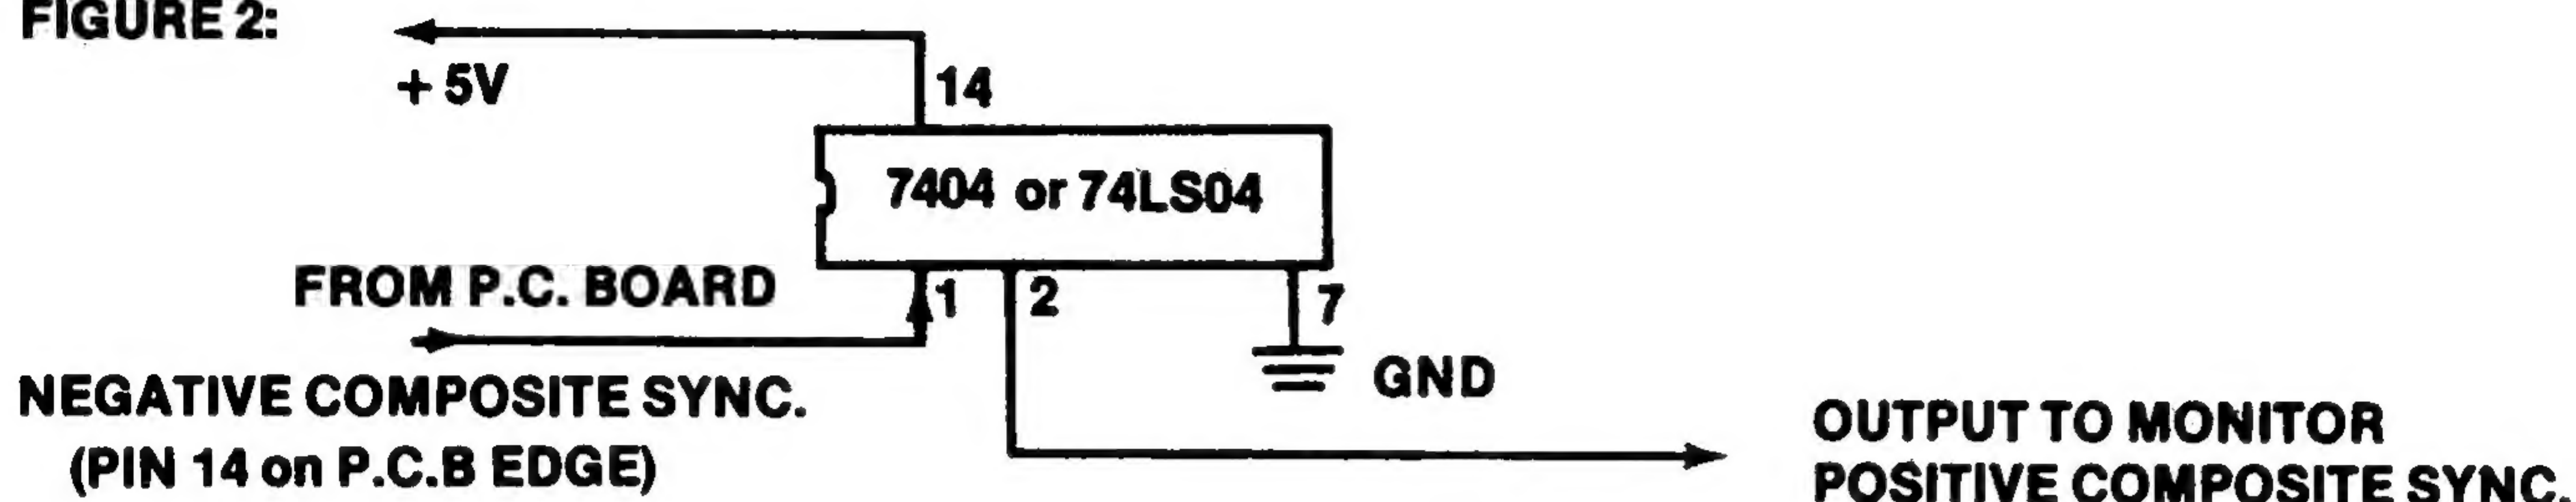 FIGURE 2:
+ 5V
14
7404 or 74LS04
FROM P.C. BOARD
1
2
7
NEGATIVE COMPOSITE SYNC.
(PIN 14 on P.C.B EDGE)
GND
OUTPUT TO MONITOR
POSITIVE COMPOSITE SYNC.